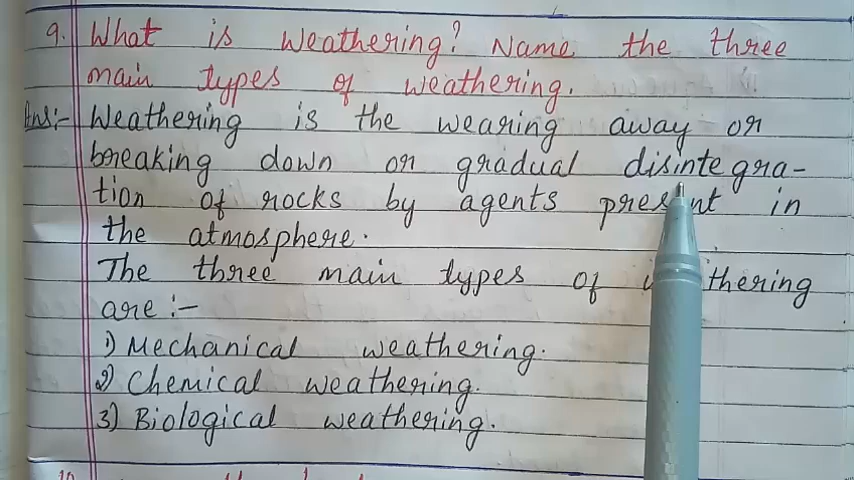 9. What is weathering? Name the three
main types of weathering.
Ans:- Weathering is the wearing away or
breaking down or gradual disintegra-
tion of rocks by agents present in
the atmosphere.
The three main types of weathering
are :-
1) Mechanical weathering.
2) Chemical weathering.
3) Biological weathering.
10.